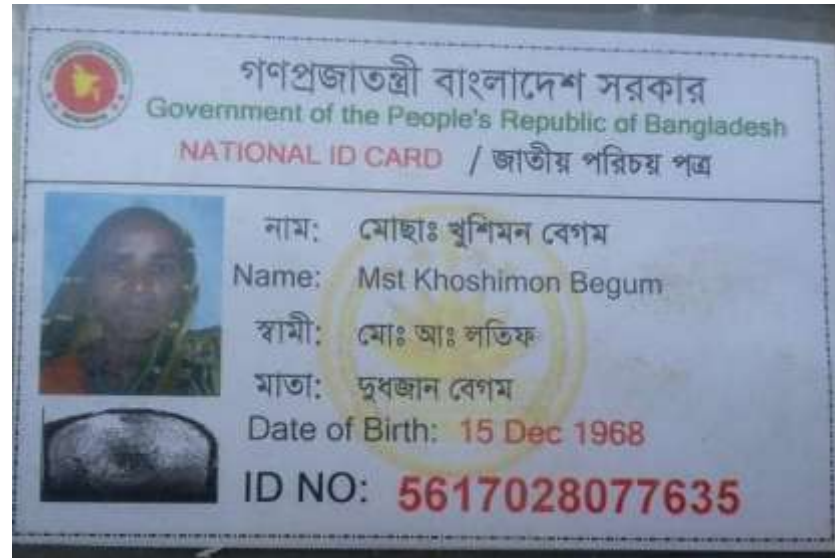 গণপ্রজাতন্ত্রী বাংলাদেশ সরকার
Government of the People's Republic of Bangladesh
NATIONAL ID CARD / জাতীয় পরিচয় পত্র
নাম: মোছাঃ খুশিমন বেগম
Name: Mst Khoshimon Begum
স্বামী: মোঃ আঃ লতিফ
মাতা: দুধজান বেগম
Date of Birth: 15 Dec 1968
ID NO: 5617028077635